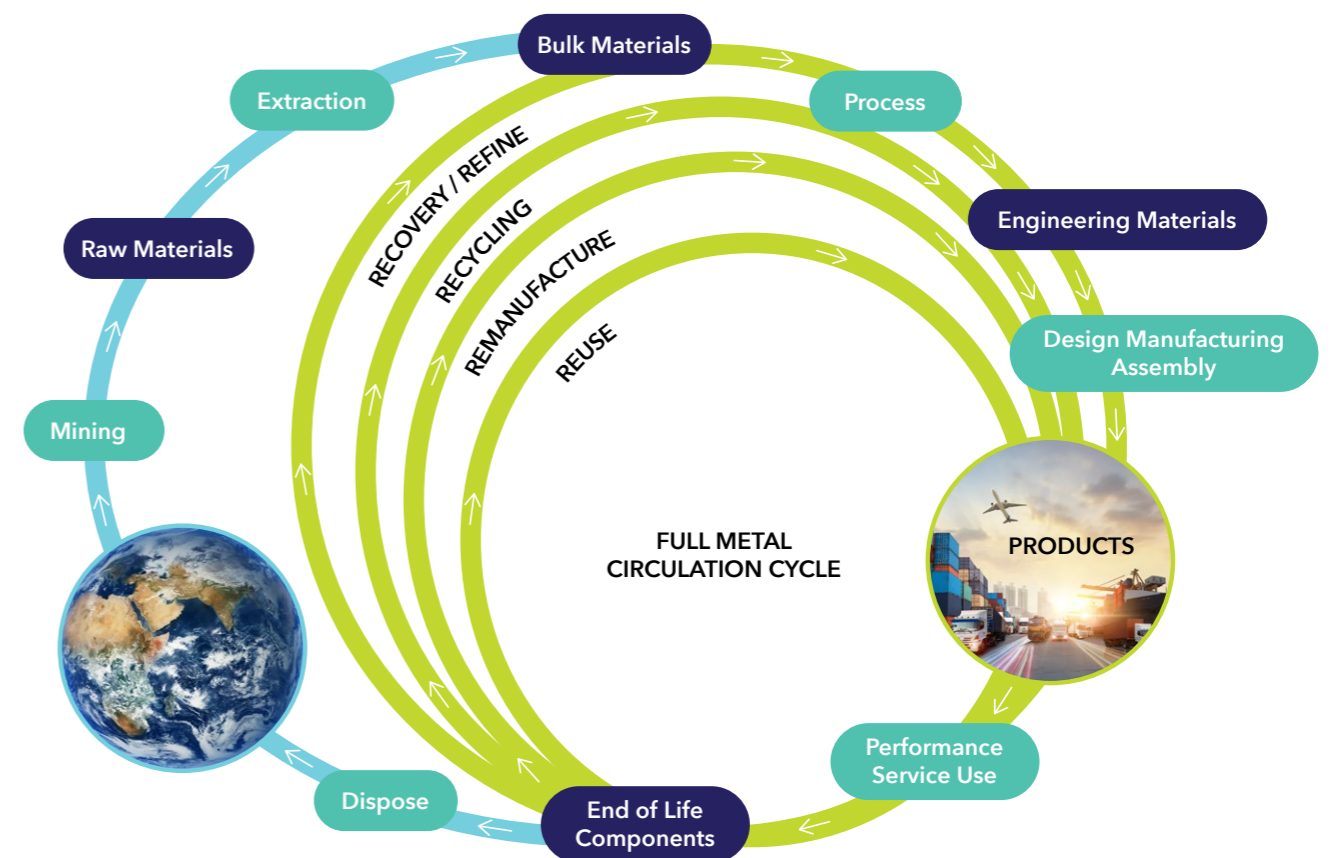 Bulk Materials
Extraction
Process
Raw Materials
Engineering Materials
RECOVERY / REFINE
RECYCLING
REMANUFACTURE
REUSE
Design Manufacturing
Assembly
Mining
FULL METAL
CIRCULATION CYCLE
PRODUCTS
Performance
Service Use
Dispose
End of Life
Components